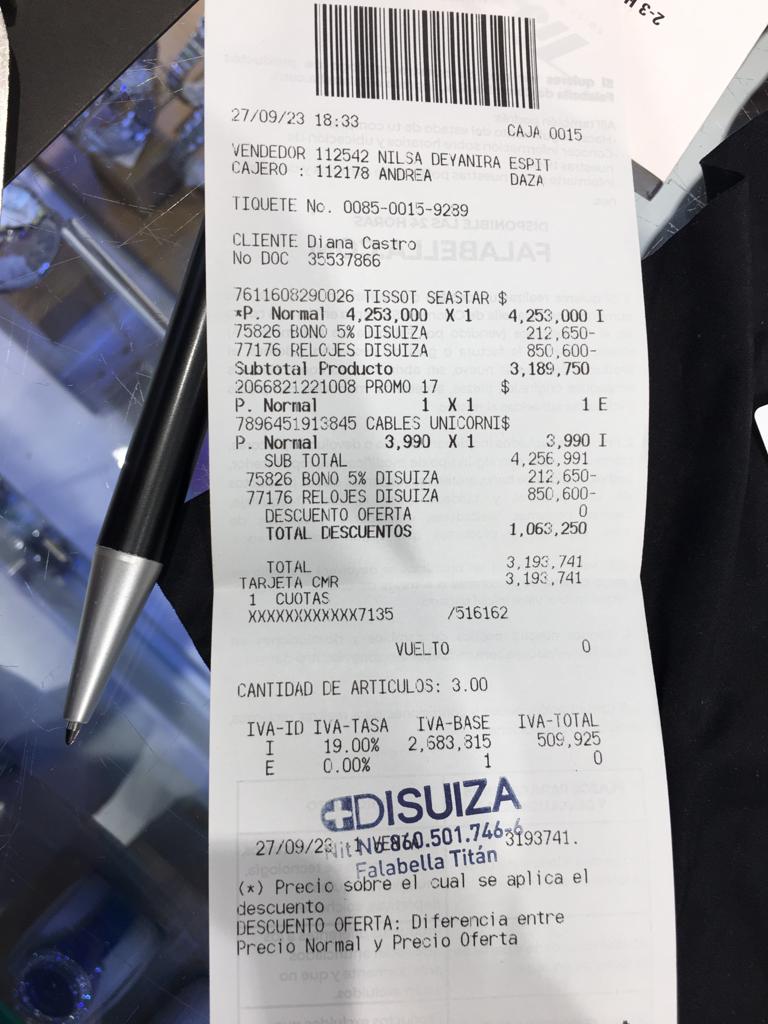 27/09/23 18:33 CAJA 0015
VENDEDOR 112542 NILSA DEYANIRA ESPIT
CAJERO : 112178 ANDREA DAZA
TIQUETE No. 0085-0015-9289
CLIENTE Diana Castro
No DOC 35537866
7611608290026 TISSOT SEASTAR $
*P. Normal 4,253,000 X 1 4,253,000 I
75826 BONO 5% DISUIZA 212,650-
77176 RELOJES DISUIZA 850,600-
Subtotal Producto 3,189,750
2066821221008 PROMO 17 $
P. Normal 1 X 1 1 E
7896451913845 CABLES UNICORNI$
P. Normal 3,990 X 1 3,990 I
SUB TOTAL 4,256,991
75826 BONO 5% DISUIZA 212,650-
77176 RELOJES DISUIZA 850,600-
DESCUENTO OFERTA 0
TOTAL DESCUENTOS 1,063,250
TOTAL 3,193,741
TARJETA CMR 3,193,741
1 CUOTAS
XXXXXXXXXXXX7135 /516162
VUELTO 0
CANTIDAD DE ARTICULOS: 3.00
IVA-ID IVA-TASA IVA-BASE IVA-TOTAL
I 19.00% 2,683,815 509,925
E 0.00% 1 0
DISUIZA
27/09/23 3193741.
Nit No 860.501.746-6
Falabella Titán
(*) Precio sobre el cual se aplica el
descuento
DESCUENTO OFERTA: Diferencia entre
Precio Normal y Precio Oferta
2-3